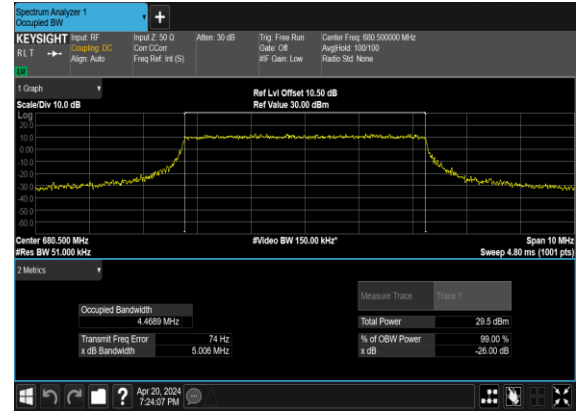 Spectrum Analyzer 1
Occupied BW
+
KEYSIGHT Input: RF Input Z: 50 Ω Atten: 30 dB Trig: Free Run Center Freq: 680.500000 MHz
RLT Coupling: DC Corr CCorr Gate: Off Avg|Hold: 100/100
Align: Auto Freq Ref: Int (S) #IF Gain: Low Radio Std: None
LVI
1 Graph
Ref Lvl Offset 10.50 dB
Scale/Div 10.0 dB Ref Value 30.00 dBm
Log
20.0
10.0
0.00
-10.0
-20.0
-30.0
-40.0
-50.0
-60.0
Center 680.500 MHz #Video BW 150.00 kHz* Span 10 MHz
#Res BW 51.000 kHz Sweep 4.80 ms (1001 pts)
2 Metrics
Measure Trace Trace 1
Occupied Bandwidth
4.4689 MHz Total Power 29.5 dBm
Transmit Freq Error 74 Hz % of OBW Power 99.00 %
x dB Bandwidth 5.006 MHz x dB -26.00 dB
? Apr 20, 2024
7:24:07 PM